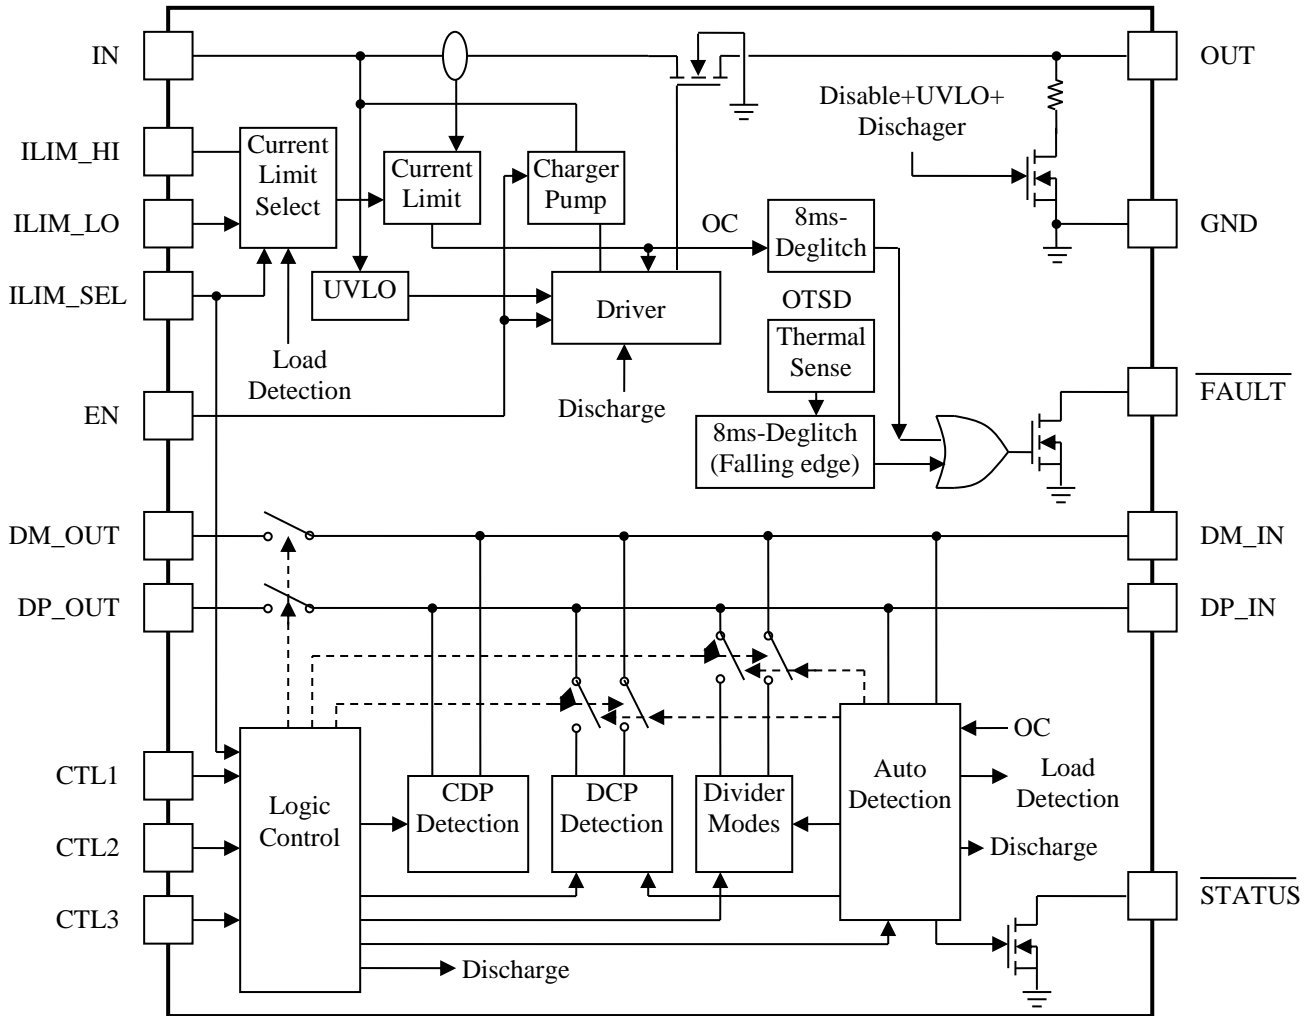 IN
OUT
Disable+UVLO+
Dischager
ILIM_HI
Current
Limit
Select
Current
Limit
Charger
Pump
ILIM_LO
OC
8ms-
Deglitch
GND
ILIM_SEL
UVLO
Driver
OTSD
Thermal
Sense
Load
Detection
FAULT
EN
Discharge
8ms-Deglitch
(Falling edge)
DM_OUT
DM_IN
DP_OUT
DP_IN
OC
CTL1
Logic
Control
CDP
Detection
DCP
Detection
Divider
Modes
Auto
Detection
Load
Detection
CTL2
Discharge
CTL3
STATUS
Discharge